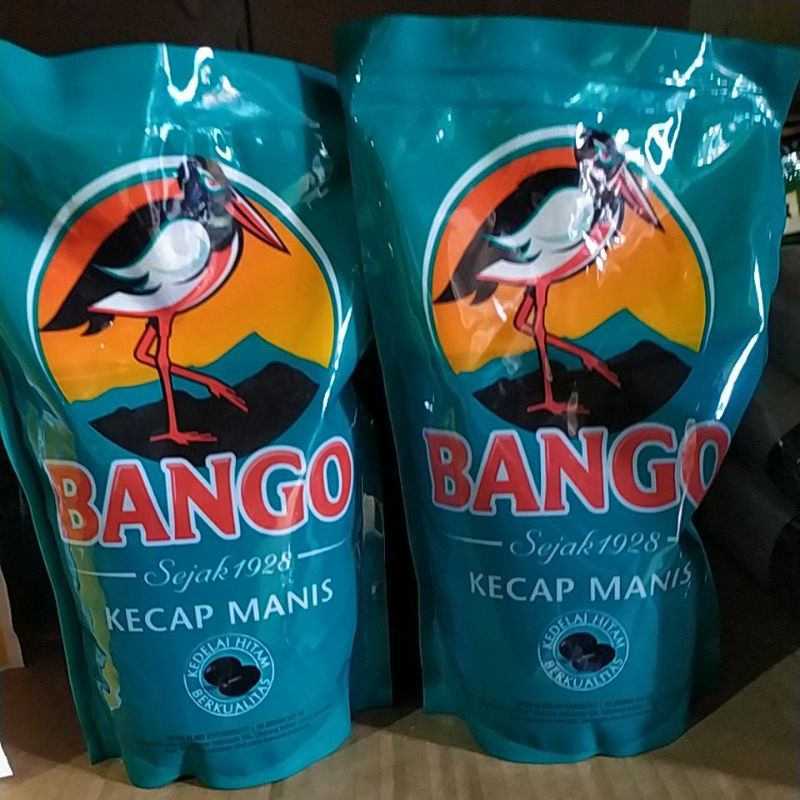 BANGO
Sejak 1928
KECAP MANIS
KEDELAI HITAM
BERKUALITAS
BANGO
Sejak 1928
KECAP MANIS
KEDELAI HITAM
BERKUALITAS